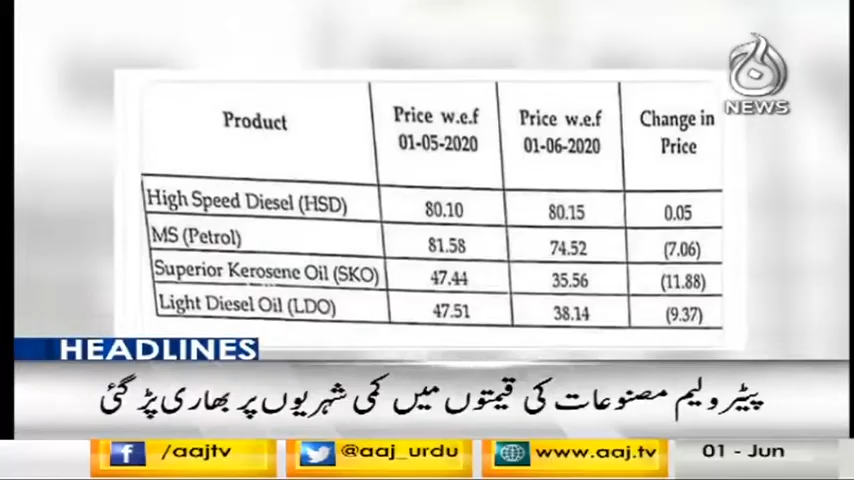 Product Price w.e.f 01-05-2020 Price w.e.f 01-06-2020 Change in Price
High Speed Diesel (HSD) 80.10 80.15 0.05
MS (Petrol) 81.58 74.52 (7.06)
Superior Kerosene Oil (SKO) 47.44 35.56 (11.88)
Light Diesel Oil (LDO) 47.51 38.14 (9.37)
NEWS
HEADLINES
پیٹرولیم مصنوعات کی قیمتوں میں کمی شہریوں پر بھاری پڑ گئی
f /aajtv @aaj_urdu www.aaj.tv 01 - Jun